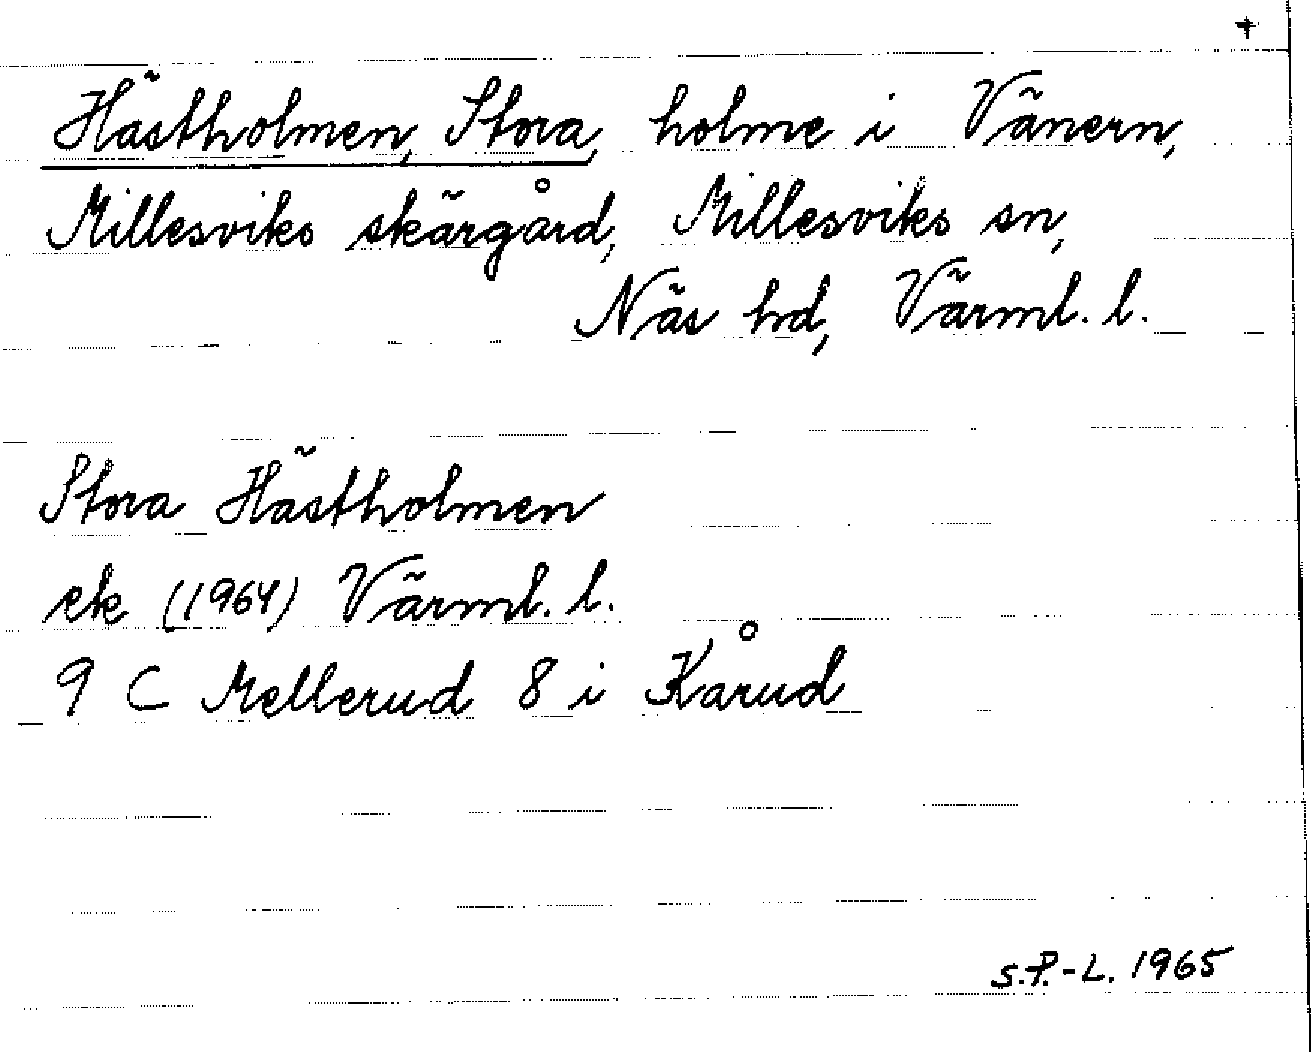 +
Hästholmen, Stora, holme i Vänern,
Millesviks skärgård, Millesviks sn,
Näs hd, Värml. l.
Stora Hästholmen
ek (1964) Värml. l.
9 C Mellerud 8 i Kårud
S.P.-L. 1965